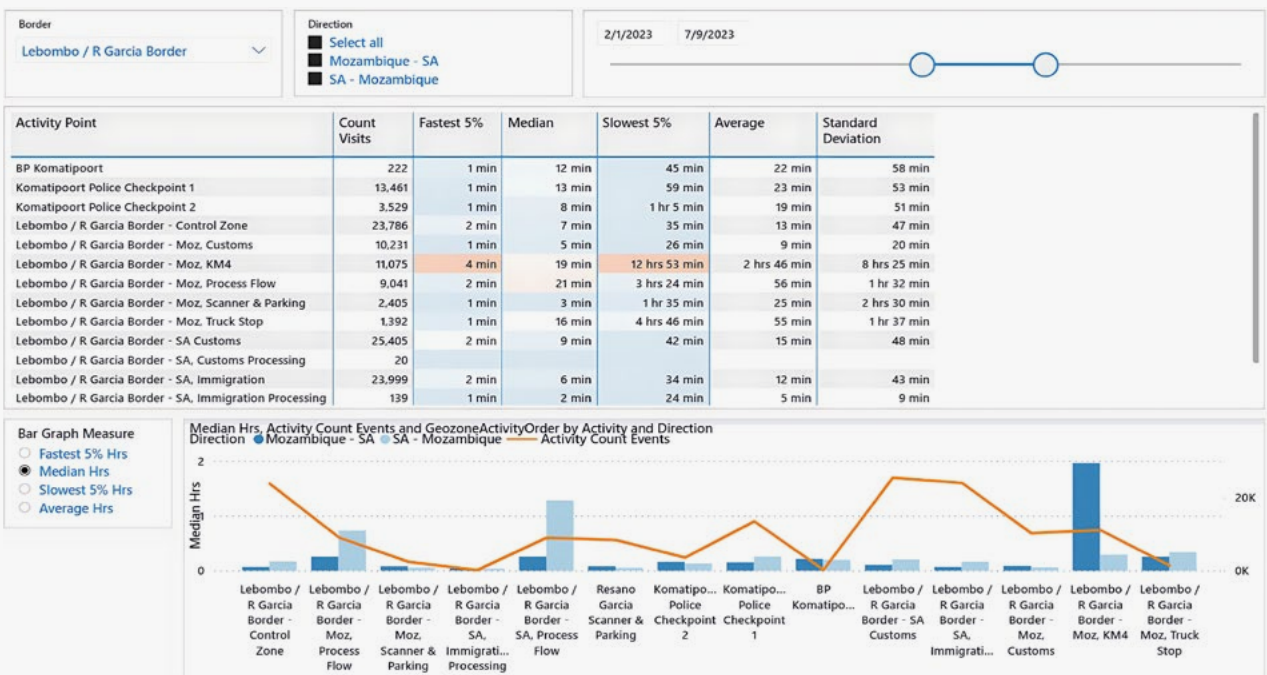 Border
Lebombo / R Garcia Border
Direction
Select all
Mozambique - SA
SA - Mozambique
2/1/2023 7/9/2023
Activity Point Count Visits Fastest 5% Median Slowest 5% Average Standard Deviation
BP Komatipoort 222 1 min 12 min 45 min 22 min 58 min
Komatipoort Police Checkpoint 1 13,461 1 min 13 min 59 min 23 min 53 min
Komatipoort Police Checkpoint 2 3,529 1 min 8 min 1 hr 5 min 19 min 51 min
Lebombo / R Garcia Border - Control Zone 23,786 2 min 7 min 35 min 13 min 47 min
Lebombo / R Garcia Border - Moz, Customs 10,231 1 min 5 min 26 min 9 min 20 min
Lebombo / R Garcia Border - Moz, KM4 11,075 4 min 19 min 12 hrs 53 min 2 hrs 46 min 8 hrs 25 min
Lebombo / R Garcia Border - Moz, Process Flow 9,041 2 min 21 min 3 hrs 24 min 56 min 1 hr 32 min
Lebombo / R Garcia Border - Moz, Scanner & Parking 2,405 1 min 3 min 1 hr 35 min 25 min 2 hrs 30 min
Lebombo / R Garcia Border - Moz, Truck Stop 1,392 1 min 16 min 4 hrs 46 min 55 min 1 hr 37 min
Lebombo / R Garcia Border - SA Customs 25,405 2 min 9 min 42 min 15 min 48 min
Lebombo / R Garcia Border - SA, Customs Processing 20
Lebombo / R Garcia Border - SA, Immigration 23,999 2 min 6 min 34 min 12 min 43 min
Lebombo / R Garcia Border - SA, Immigration Processing 139 1 min 2 min 24 min 5 min 9 min
Bar Graph Measure
Fastest 5% Hrs
Median Hrs
Slowest 5% Hrs
Average Hrs
Median Hrs, Activity Count Events and GeozoneActivityOrder by Activity and Direction
Direction Mozambique - SA SA - Mozambique Activity Count Events
Median Hrs
2
1
0
20K
0K
Lebombo / R Garcia Border - Control Zone
Lebombo / R Garcia Border - Moz, Process Flow
Lebombo / R Garcia Border - Moz, Scanner & Parking
Lebombo / R Garcia Border - SA, Immigrati... Processing
Lebombo / R Garcia Border - SA, Process Flow
Resano Garcia Scanner & Parking
Komatipo... Police Checkpoint 2
Komatipo... Police Checkpoint 1
BP Komatipo...
Lebombo / R Garcia Border - SA Customs
Lebombo / R Garcia Border - SA, Immigrati...
Lebombo / R Garcia Border - Moz, Customs
Lebombo / R Garcia Border - Moz, KM4
Lebombo / R Garcia Border - Moz, Truck Stop